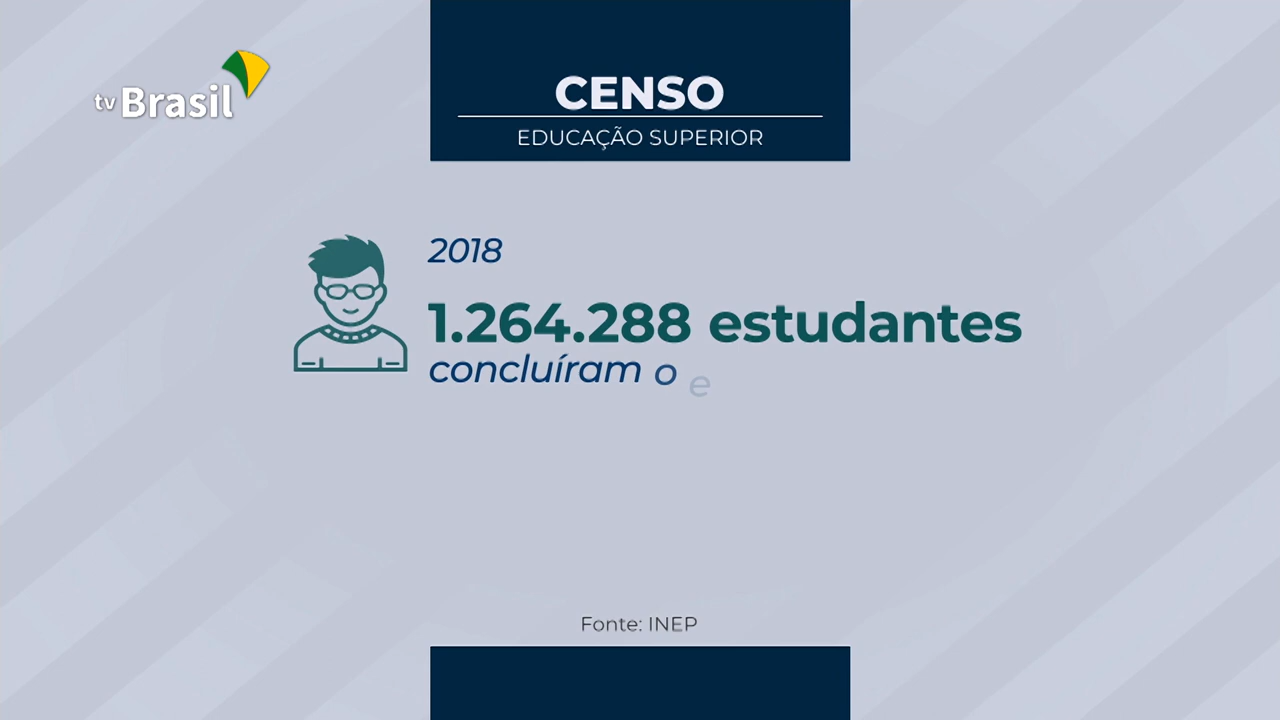 tv Brasil
CENSO
EDUCAÇÃO SUPERIOR
2018
1.264.288 estudantes
concluíram o e
Fonte: INEP